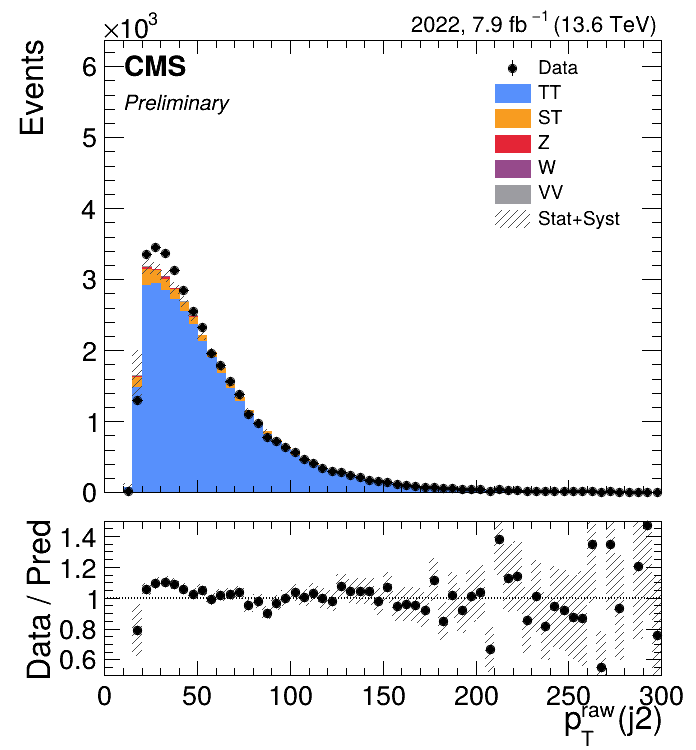 ×10³
2022, 7.9 fb⁻¹ (13.6 TeV)
CMS
Preliminary
Events
6
5
4
3
2
1
0
Data
TT
ST
Z
W
VV
Stat+Syst
Data / Pred
1.4
1.2
1
0.8
0.6
0 50 100 150 200 250 300
p_T^raw(j2)